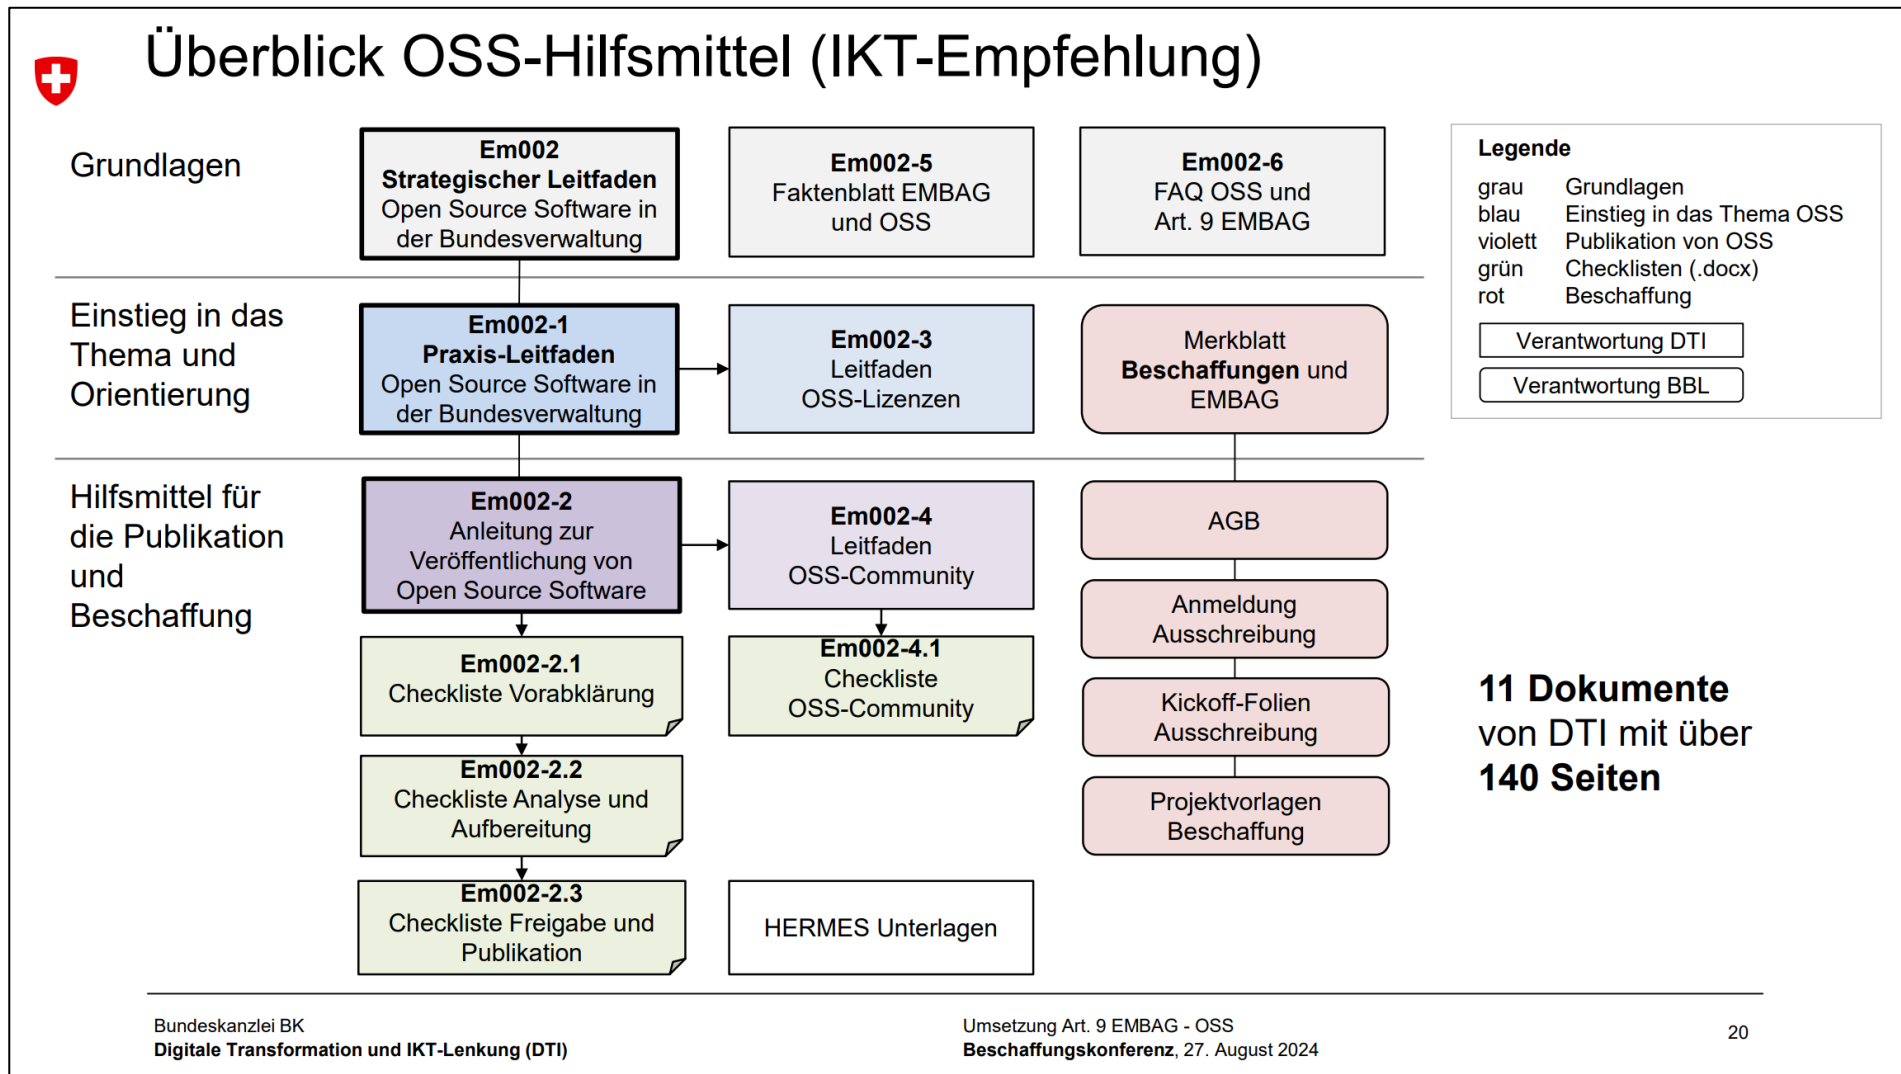 Überblick OSS-Hilfsmittel (IKT-Empfehlung)
Grundlagen
Em002
Strategischer Leitfaden
Open Source Software in
der Bundesverwaltung
Em002-5
Faktenblatt EMBAG
und OSS
Em002-6
FAQ OSS und
Art. 9 EMBAG
Legende
grau Grundlagen
blau Einstieg in das Thema OSS
violett Publikation von OSS
grün Checklisten (.docx)
rot Beschaffung
Verantwortung DTI
Verantwortung BBL
Einstieg in das
Thema und
Orientierung
Em002-1
Praxis-Leitfaden
Open Source Software in
der Bundesverwaltung
Em002-3
Leitfaden
OSS-Lizenzen
Merkblatt
Beschaffungen und
EMBAG
Hilfsmittel für
die Publikation
und
Beschaffung
Em002-2
Anleitung zur
Veröffentlichung von
Open Source Software
Em002-4
Leitfaden
OSS-Community
AGB
Anmeldung
Ausschreibung
Em002-2.1
Checkliste Vorabklärung
Em002-4.1
Checkliste
OSS-Community
Kickoff-Folien
Ausschreibung
Em002-2.2
Checkliste Analyse und
Aufbereitung
Projektvorlagen
Beschaffung
Em002-2.3
Checkliste Freigabe und
Publikation
HERMES Unterlagen
11 Dokumente
von DTI mit über
140 Seiten
Bundeskanzlei BK
Digitale Transformation und IKT-Lenkung (DTI)
Umsetzung Art. 9 EMBAG - OSS
Beschaffungskonferenz, 27. August 2024
20